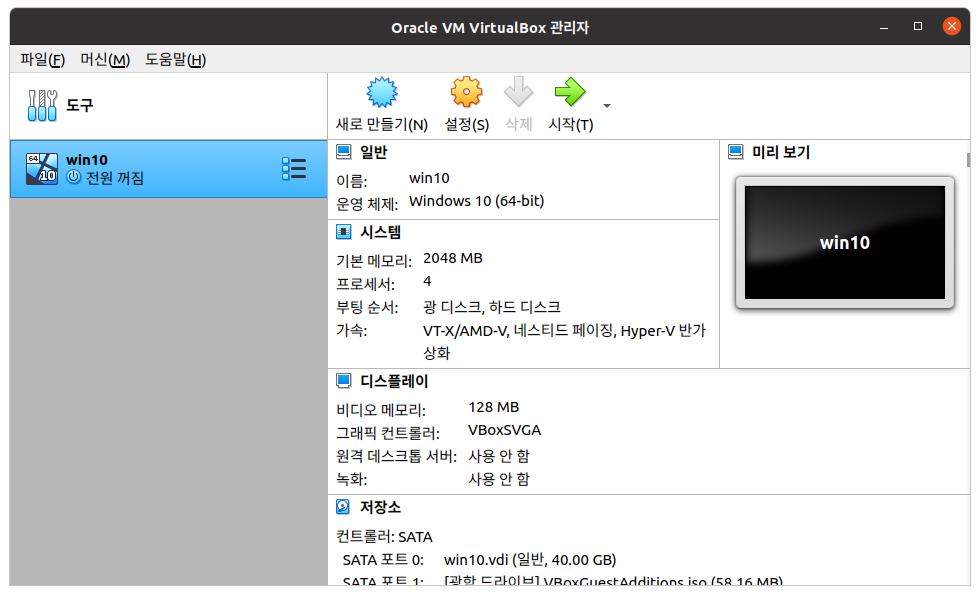 Oracle VM VirtualBox 관리자
파일(F) 머신(M) 도움말(H)
도구
새로 만들기(N) 설정(S) 삭제 시작(T)
64
10
win10
전원 꺼짐
일반
이름: win10
운영 체제: Windows 10 (64-bit)
시스템
기본 메모리: 2048 MB
프로세서: 4
부팅 순서: 광 디스크, 하드 디스크
가속: VT-X/AMD-V, 네스티드 페이징, Hyper-V 반가
상화
미리 보기
win10
디스플레이
비디오 메모리: 128 MB
그래픽 컨트롤러: VBoxSVGA
원격 데스크톱 서버: 사용 안 함
녹화: 사용 안 함
저장소
컨트롤러: SATA
SATA 포트 0: win10.vdi (일반, 40.00 GB)
SATA 포트 1: [광학 드라이브] VBoxGuestAdditions.iso (58.16 MB)